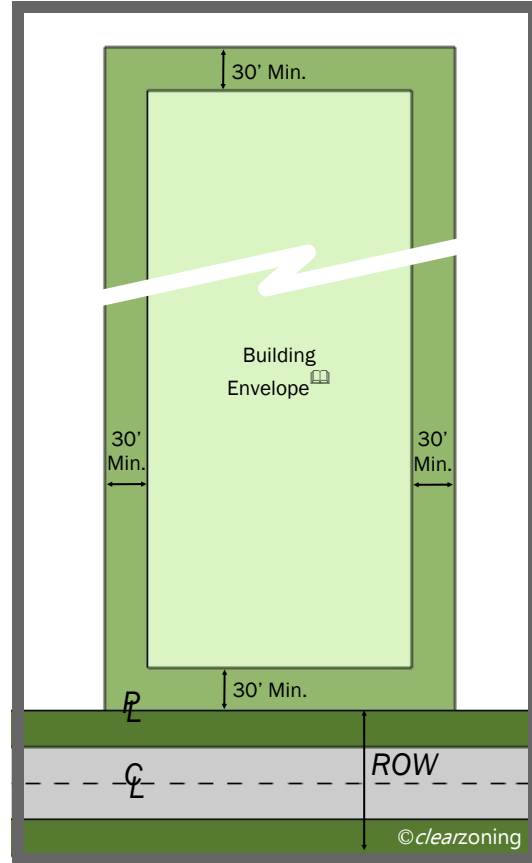 30’ Min.
Building
Envelope
30’
Min.
30’
Min.
30’ Min.
PL
CL
ROW
©clearzoning